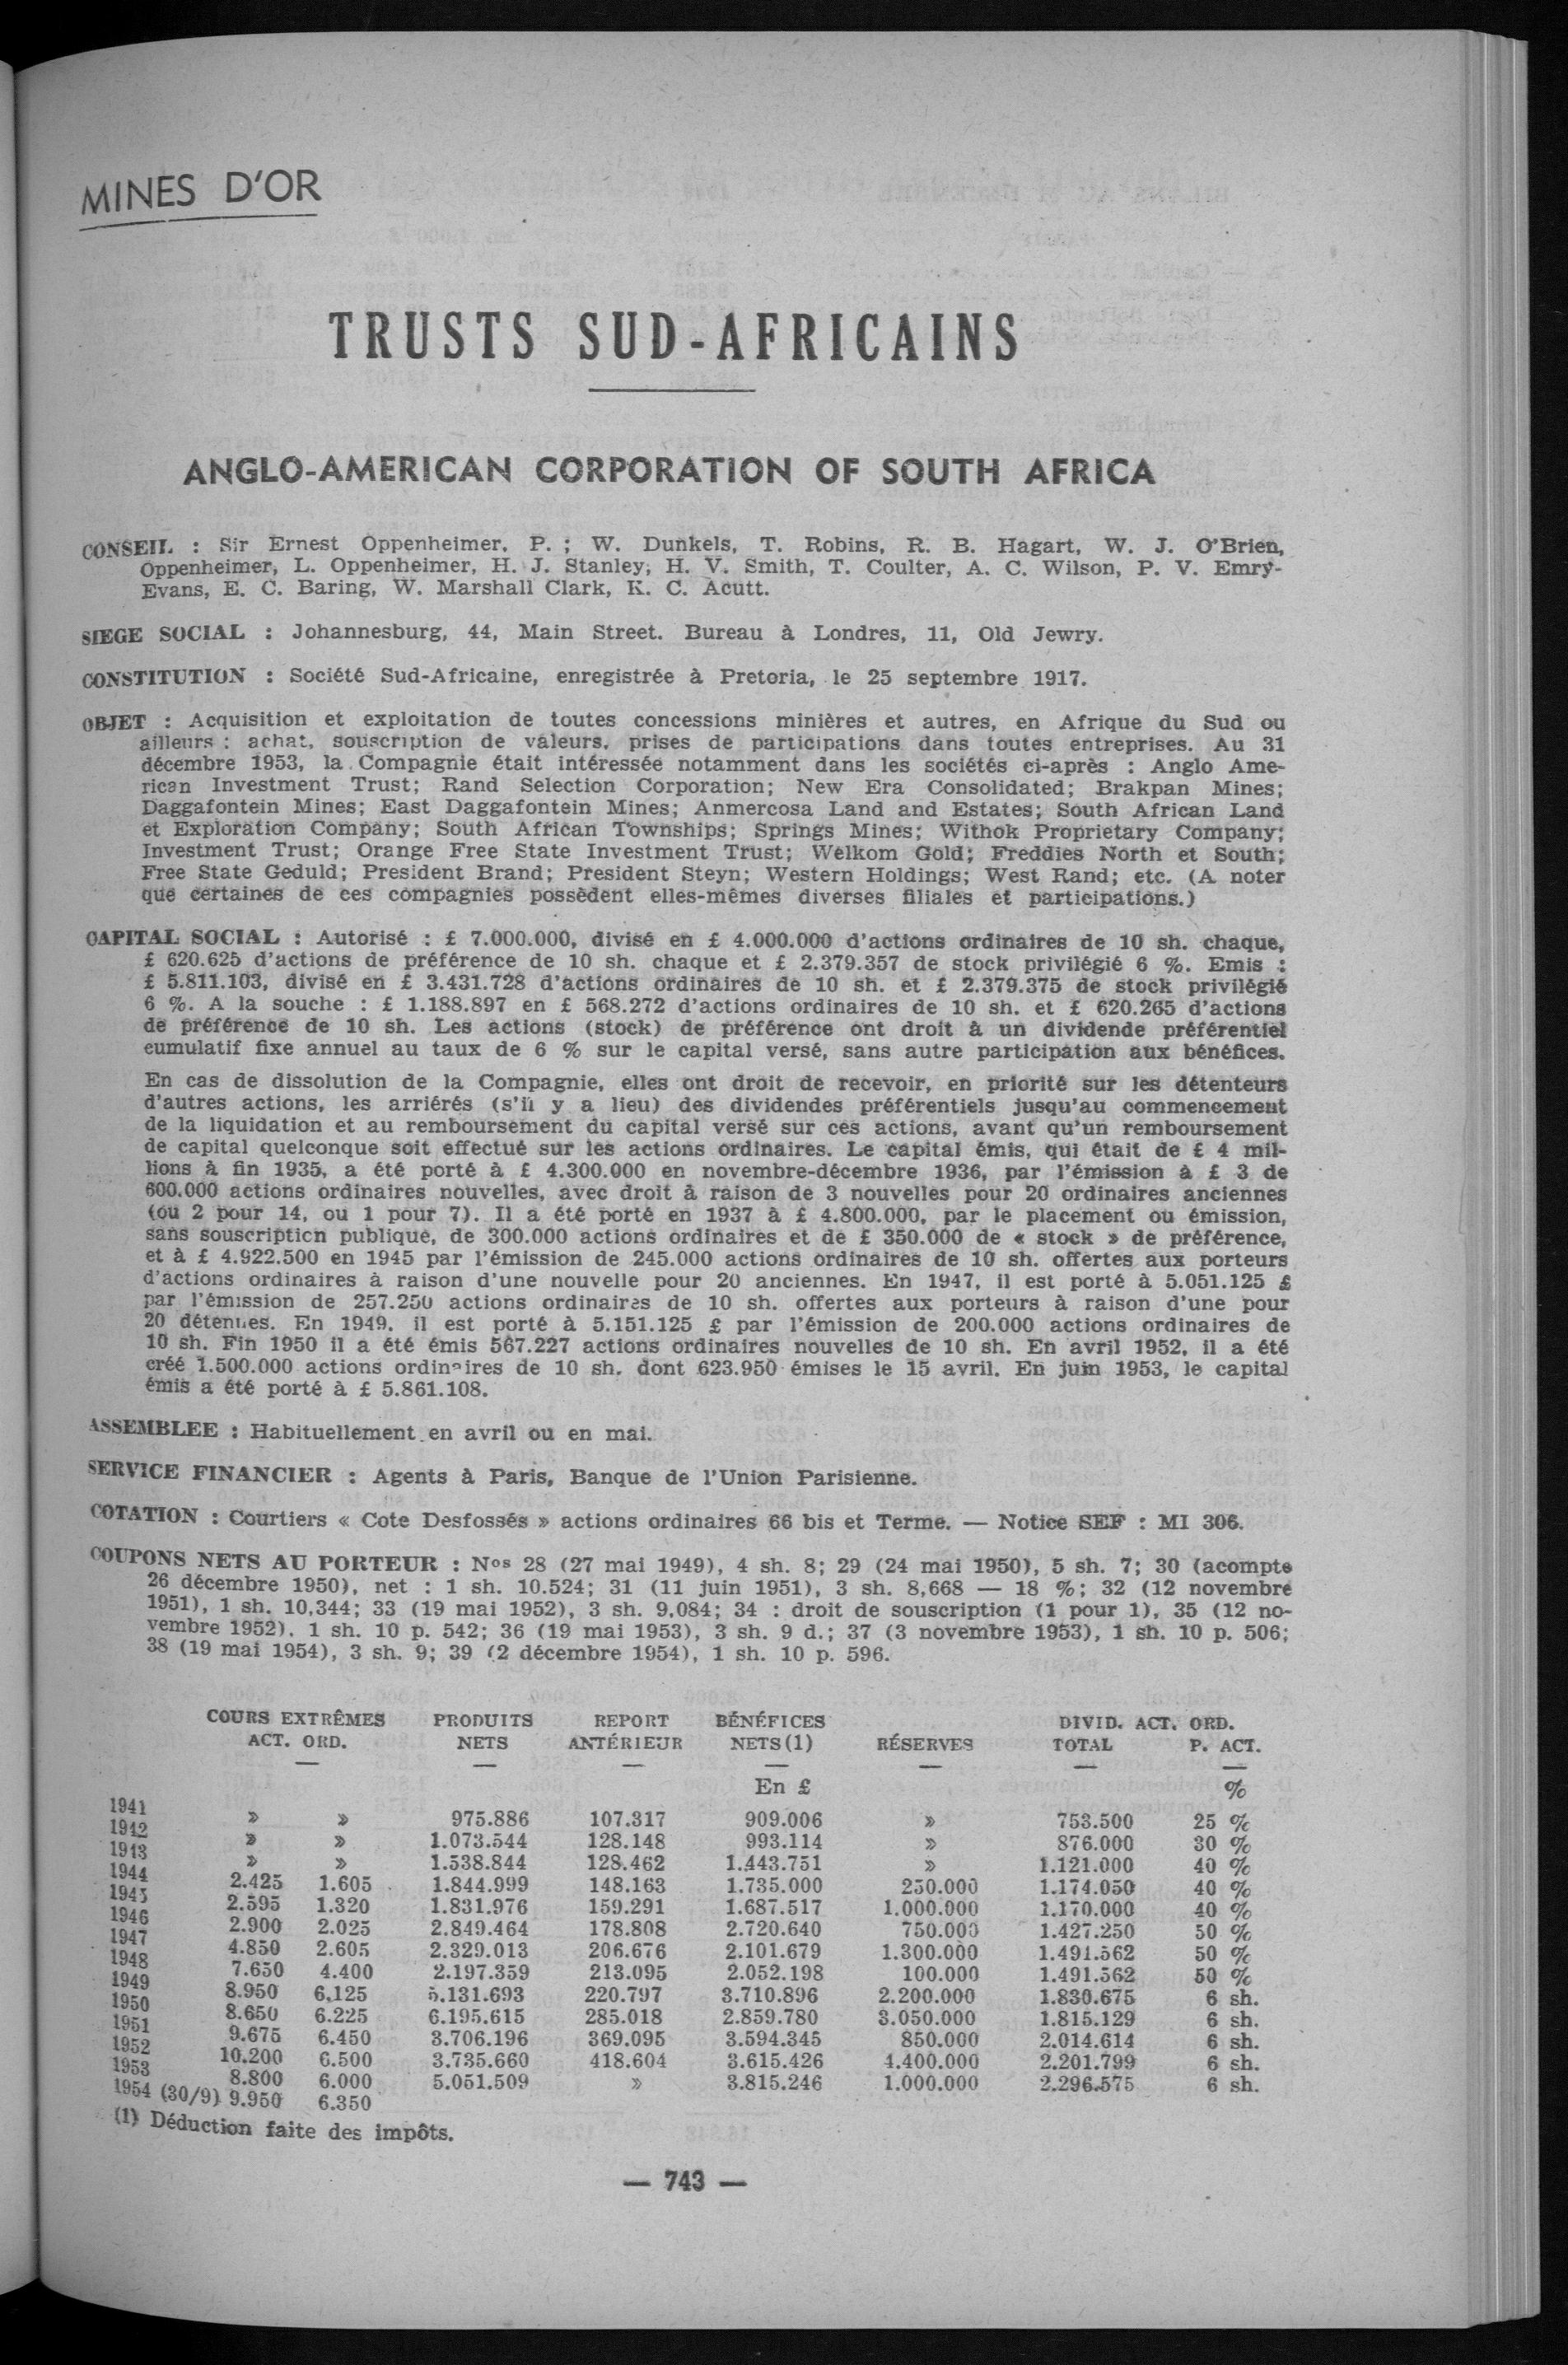 MINES D'OR
TRUSTS SUD-AFRICAINS
ANGLO-AMERICAN CORPORATION OF SOUTH AFRICA
CONSEIL : Sir Ernest Oppenheimer, P. ; W. Dunkels, T. Robins, R. B. Hagart, W. J. O'Brien,
Oppenheimer, L. Oppenheimer, H. J. Stanley, H. V. Smith, T. Coulter, A. C. Wilson, P. V. Emry-
Evans, E. C. Baring, W. Marshall Clark, K. C. Acutt.
SIEGE SOCIAL : Johannesburg, 44, Main Street. Bureau à Londres, 11, Old Jewry.
CONSTITUTION : Société Sud-Africaine, enregistrée à Pretoria, le 25 septembre 1917.
OBJET : Acquisition et exploitation de toutes concessions minières et autres, en Afrique du Sud ou
ailleurs : achat, souscription de valeurs, prises de participations dans toutes entreprises. Au 31
décembre 1953, la Compagnie était intéressée notamment dans les sociétés ci-après : Anglo Ame-
rican Investment Trust; Rand Selection Corporation; New Era Consolidated; Brakpan Mines;
Daggafontein Mines; East Daggafontein Mines; Anmercosa Land and Estates; South African Land
et Exploration Company; South African Townships; Springs Mines; Withok Proprietary Company;
Investment Trust; Orange Free State Investment Trust; Welkom Gold; Freddies North et South;
Free State Geduld; President Brand; President Steyn; Western Holdings; West Rand; etc. (A noter
que certaines de ces compagnies possèdent elles-mêmes diverses filiales et participations.)
CAPITAL SOCIAL : Autorisé : £ 7.000.000, divisé en £ 4.000.000 d'actions ordinaires de 10 sh. chaque,
£ 620.625 d'actions de préférence de 10 sh. chaque et £ 2.379.357 de stock privilégié 6 %. Emis :
£ 5.811.103, divisé en £ 3.431.728 d'actions ordinaires de 10 sh. et £ 2.379.375 de stock privilégié
6 %. A la souche : £ 1.188.897 en £ 568.272 d'actions ordinaires de 10 sh. et £ 620.265 d'actions
de préférence de 10 sh. Les actions (stock) de préférence ont droit à un dividende préférentiel
cumulatif fixe annuel au taux de 6 % sur le capital versé, sans autre participation aux bénéfices.
En cas de dissolution de la Compagnie, elles ont droit de recevoir, en priorité sur les détenteurs
d'autres actions, les arriérés (s'il y a lieu) des dividendes préférentiels jusqu'au commencement
de la liquidation et au remboursement du capital versé sur ces actions, avant qu'un remboursement
de capital quelconque soit effectué sur les actions ordinaires. Le capital émis, qui était de £ 4 mil-
lions à fin 1935, a été porté à £ 4.300.000 en novembre-décembre 1936, par l'émission à £ 3 de
600.000 actions ordinaires nouvelles, avec droit à raison de 3 nouvelles pour 20 ordinaires anciennes
(ou 2 pour 14, ou 1 pour 7). Il a été porté en 1937 à £ 4.800.000, par le placement ou émission,
sans souscription publique, de 300.000 actions ordinaires et de £ 350.000 de « stock » de préférence,
et à £ 4.922.500 en 1945 par l'émission de 245.000 actions ordinaires de 10 sh. offertes aux porteurs
d'actions ordinaires à raison d'une nouvelle pour 20 anciennes. En 1947, il est porté à 5.051.125 £
par l'émission de 257.250 actions ordinaires de 10 sh. offertes aux porteurs à raison d'une pour
20 détenues. En 1949, il est porté à 5.151.125 £ par l'émission de 200.000 actions ordinaires de
10 sh. Fin 1950 il a été émis 567.227 actions ordinaires nouvelles de 10 sh. En avril 1952, il a été
créé 1.500.000 actions ordinaires de 10 sh. dont 623.950 émises le 15 avril. En juin 1953, le capital
émis a été porté à £ 5.861.108.
ASSEMBLEE : Habituellement en avril ou en mai.
SERVICE FINANCIER : Agents à Paris, Banque de l'Union Parisienne.
COTATION : Courtiers « Cote Desfossés » actions ordinaires 66 bis et Terme. — Notice SEF : MI 306.
COUPONS NETS AU PORTEUR : Nos 28 (27 mai 1949), 4 sh. 8; 29 (24 mai 1950), 5 sh. 7; 30 (acompte
26 décembre 1950), net : 1 sh. 10.524; 31 (11 juin 1951), 3 sh. 8,668 — 18 %; 32 (12 novembre
1951), 1 sh. 10,344; 33 (19 mai 1952), 3 sh. 9,084; 34 : droit de souscription (1 pour 1), 35 (12 no-
vembre 1952), 1 sh. 10 p. 542; 36 (19 mai 1953), 3 sh. 9 d.; 37 (3 novembre 1953), 1 sh. 10 p. 506;
38 (19 mai 1954), 3 sh. 9; 39 (2 décembre 1954), 1 sh. 10 p. 596.
COURS EXTRÊMES PRODUITS REPORT BÉNÉFICES DIVID. ACT. ORD.
ACT. ORD. NETS ANTÉRIEUR NETS (1) RÉSERVES TOTAL P. ACT.
— — — — — — —
En £ %
1941 » » 975.886 107.317 909.006 » 753.500 25 %
1942 » » 1.073.544 128.148 993.114 » 876.000 30 %
1943 » » 1.538.844 128.462 1.443.751 » 1.121.000 40 %
1944 2.425 1.605 1.844.999 148.163 1.735.000 250.000 1.174.050 40 %
1945 2.595 1.320 1.831.976 159.291 1.687.517 1.000.000 1.170.000 40 %
1946 2.900 2.025 2.849.464 178.808 2.720.640 750.000 1.427.250 50 %
1947 4.850 2.605 2.329.013 206.676 2.101.679 1.300.000 1.491.562 50 %
1948 7.650 4.400 2.197.359 213.095 2.052.198 100.000 1.491.562 50 %
1949 8.950 6.125 5.131.693 220.797 3.710.896 2.200.000 1.830.675 6 sh.
1950 8.650 6.225 6.195.615 285.018 2.859.780 3.050.000 1.815.129 6 sh.
1951 9.675 6.450 3.706.196 369.095 3.594.345 850.000 2.014.614 6 sh.
1952 10.200 6.500 3.735.660 418.604 3.615.426 4.400.000 2.201.799 6 sh.
1953 8.800 6.000 5.051.509 » 3.815.246 1.000.000 2.296.575 6 sh.
1954 (30/9) 9.950 6.350
(1) Déduction faite des impôts.
— 743 —